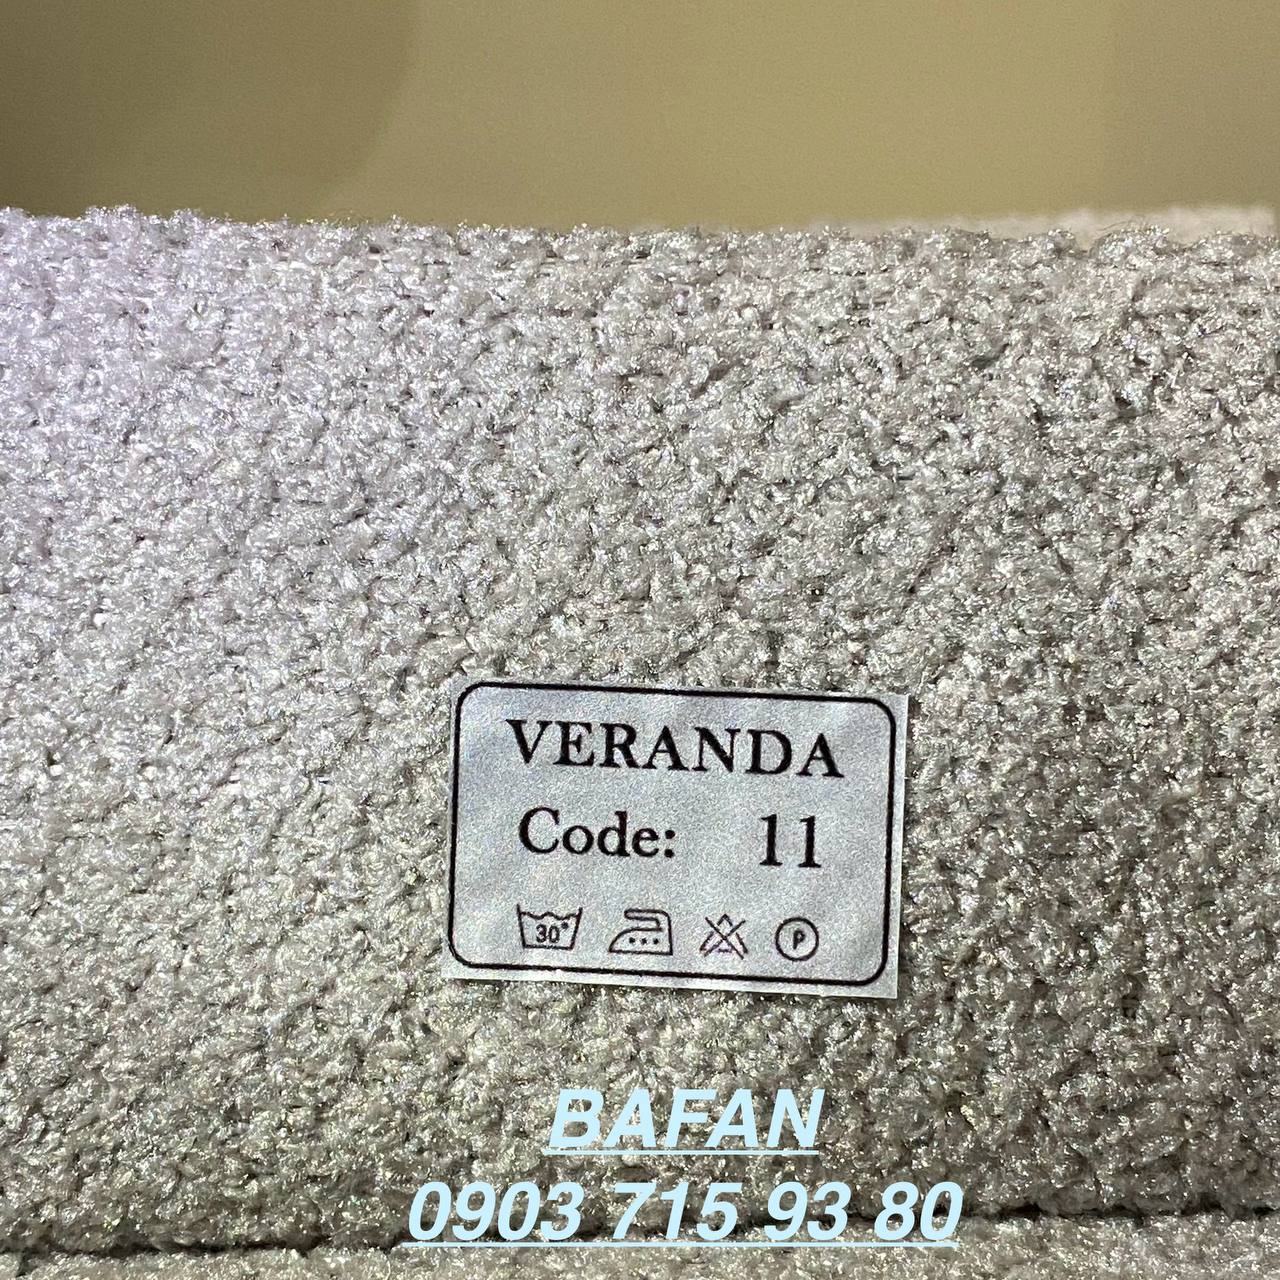 VERANDA
Code: 11
30°
P
BAFAN
0903 715 93 80